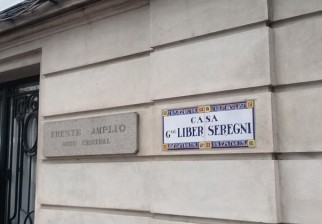 FRENTE AMPLIO
SEDE CENTRAL
CASA
Gral LIBER SEREGNI